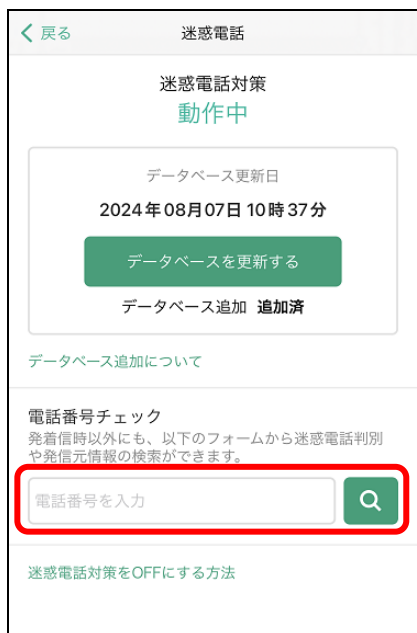 戻る 迷惑電話
迷惑電話対策
動作中
データベース更新日
2024年08月07日 10時37分
データベースを更新する
データベース追加 追加済
データベース追加について
電話番号チェック
発着信時以外にも、以下のフォームから迷惑電話判別
や発信元情報の検索ができます。
電話番号を入力
迷惑電話対策をOFFにする方法